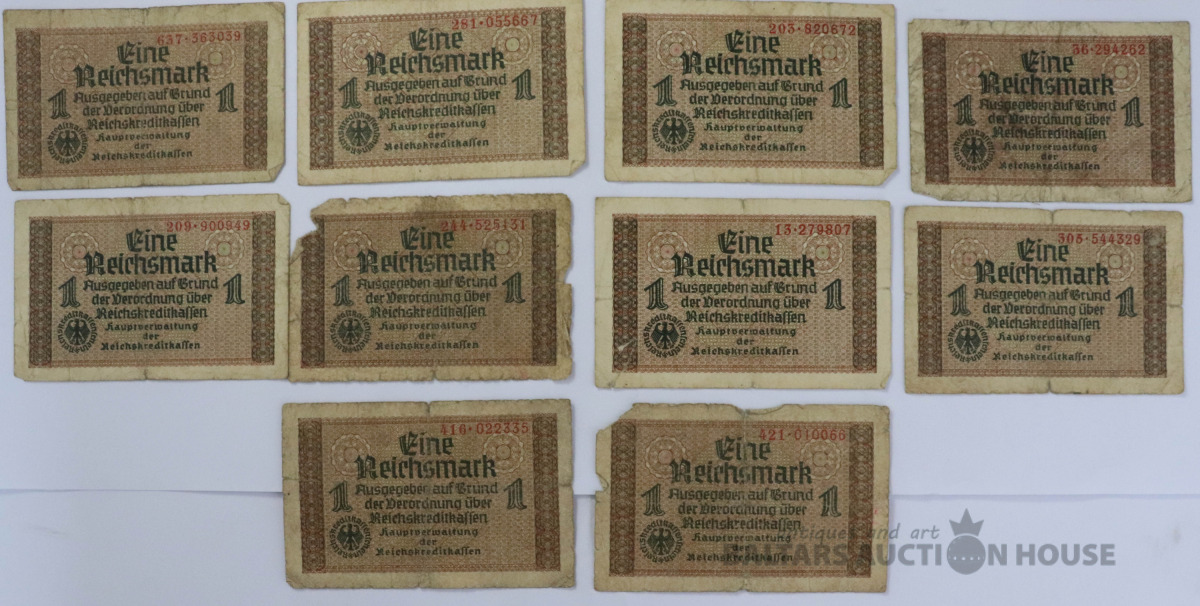 637·563039
Eine
Reichsmark
1 Ausgegeben auf Grund 1
der Verordnung über
Reichskreditkassen
Hauptverwaltung
der
Reichskreditkassen
281·055667
Eine
Reichsmark
1 Ausgegeben auf Grund 1
der Verordnung über
Reichskreditkassen
Hauptverwaltung
der
Reichskreditkassen
203·820672
Eine
Reichsmark
1 Ausgegeben auf Grund 1
der Verordnung über
Reichskreditkassen
Hauptverwaltung
der
Reichskreditkassen
36·294262
Eine
Reichsmark
1 Ausgegeben auf Grund 1
der Verordnung über
Reichskreditkassen
Hauptverwaltung
der
Reichskreditkassen
209·900849
Eine
Reichsmark
1 Ausgegeben auf Grund 1
der Verordnung über
Reichskreditkassen
Hauptverwaltung
der
Reichskreditkassen
244·525131
Eine
Reichsmark
1 Ausgegeben auf Grund 1
der Verordnung über
Reichskreditkassen
Hauptverwaltung
der
Reichskreditkassen
13·279807
Eine
Reichsmark
1 Ausgegeben auf Grund 1
der Verordnung über
Reichskreditkassen
Hauptverwaltung
der
Reichskreditkassen
305·544329
Eine
Reichsmark
1 Ausgegeben auf Grund 1
der Verordnung über
Reichskreditkassen
Hauptverwaltung
der
Reichskreditkassen
416·022335
Eine
Reichsmark
1 Ausgegeben auf Grund 1
der Verordnung über
Reichskreditkassen
Hauptverwaltung
der
Reichskreditkassen
421·010066
Eine
Reichsmark
1 Ausgegeben auf Grund 1
der Verordnung über
Reichskreditkassen
Hauptverwaltung
der
Reichskreditkassen
and art
AUCTION HOUSE